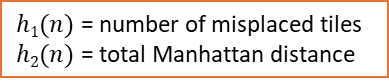 h₁(n) = number of misplaced tiles
h₂(n) = total Manhattan distance